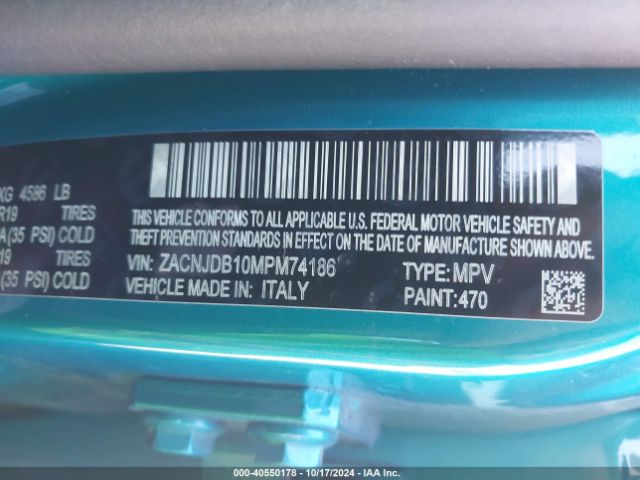 KG 4586 LB
R19 TIRES
A(35 PSI) COLD
19 TIRES
(35 PSI) COLD
THIS VEHICLE CONFORMS TO ALL APPLICABLE U.S. FEDERAL MOTOR VEHICLE SAFETY AND
THEFT PREVENTION STANDARDS IN EFFECT ON THE DATE OF MANUFACTURE SHOWN ABOVE.
VIN: ZACNJDB10MPM74186 TYPE: MPV
VEHICLE MADE IN: ITALY PAINT:470
000-40550178 - 10/17/2024 - IAA Inc.